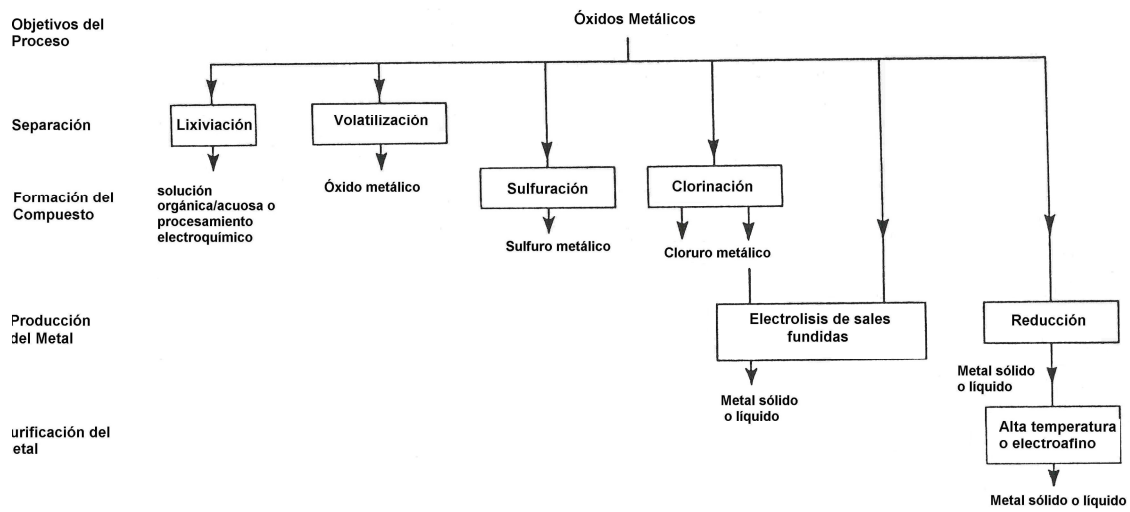 Objetivos del
Proceso
Óxidos Metálicos
Separación
Lixiviación
Volatilización
Formación del
Compuesto
solución
orgánica/acuosa o
procesamiento
electroquímico
Óxido metálico
Sulfuración
Clorinación
Sulfuro metálico
Cloruro metálico
Producción
del Metal
Electrolisis de sales
fundidas
Reducción
Metal sólido
o líquido
Metal sólido
o líquido
urificación del
etal
Alta temperatura
o electroafino
Metal sólido o líquido